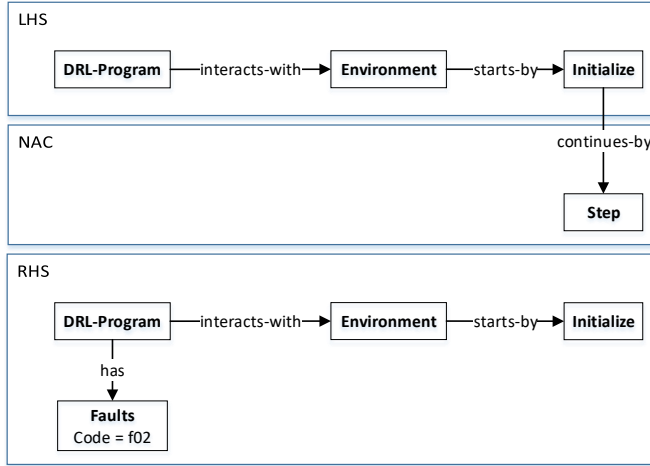 LHS
DRL-Program interacts-with Environment starts-by Initialize
NAC
continues-by
Step
RHS
DRL-Program interacts-with Environment starts-by Initialize
has
Faults
Code = f02